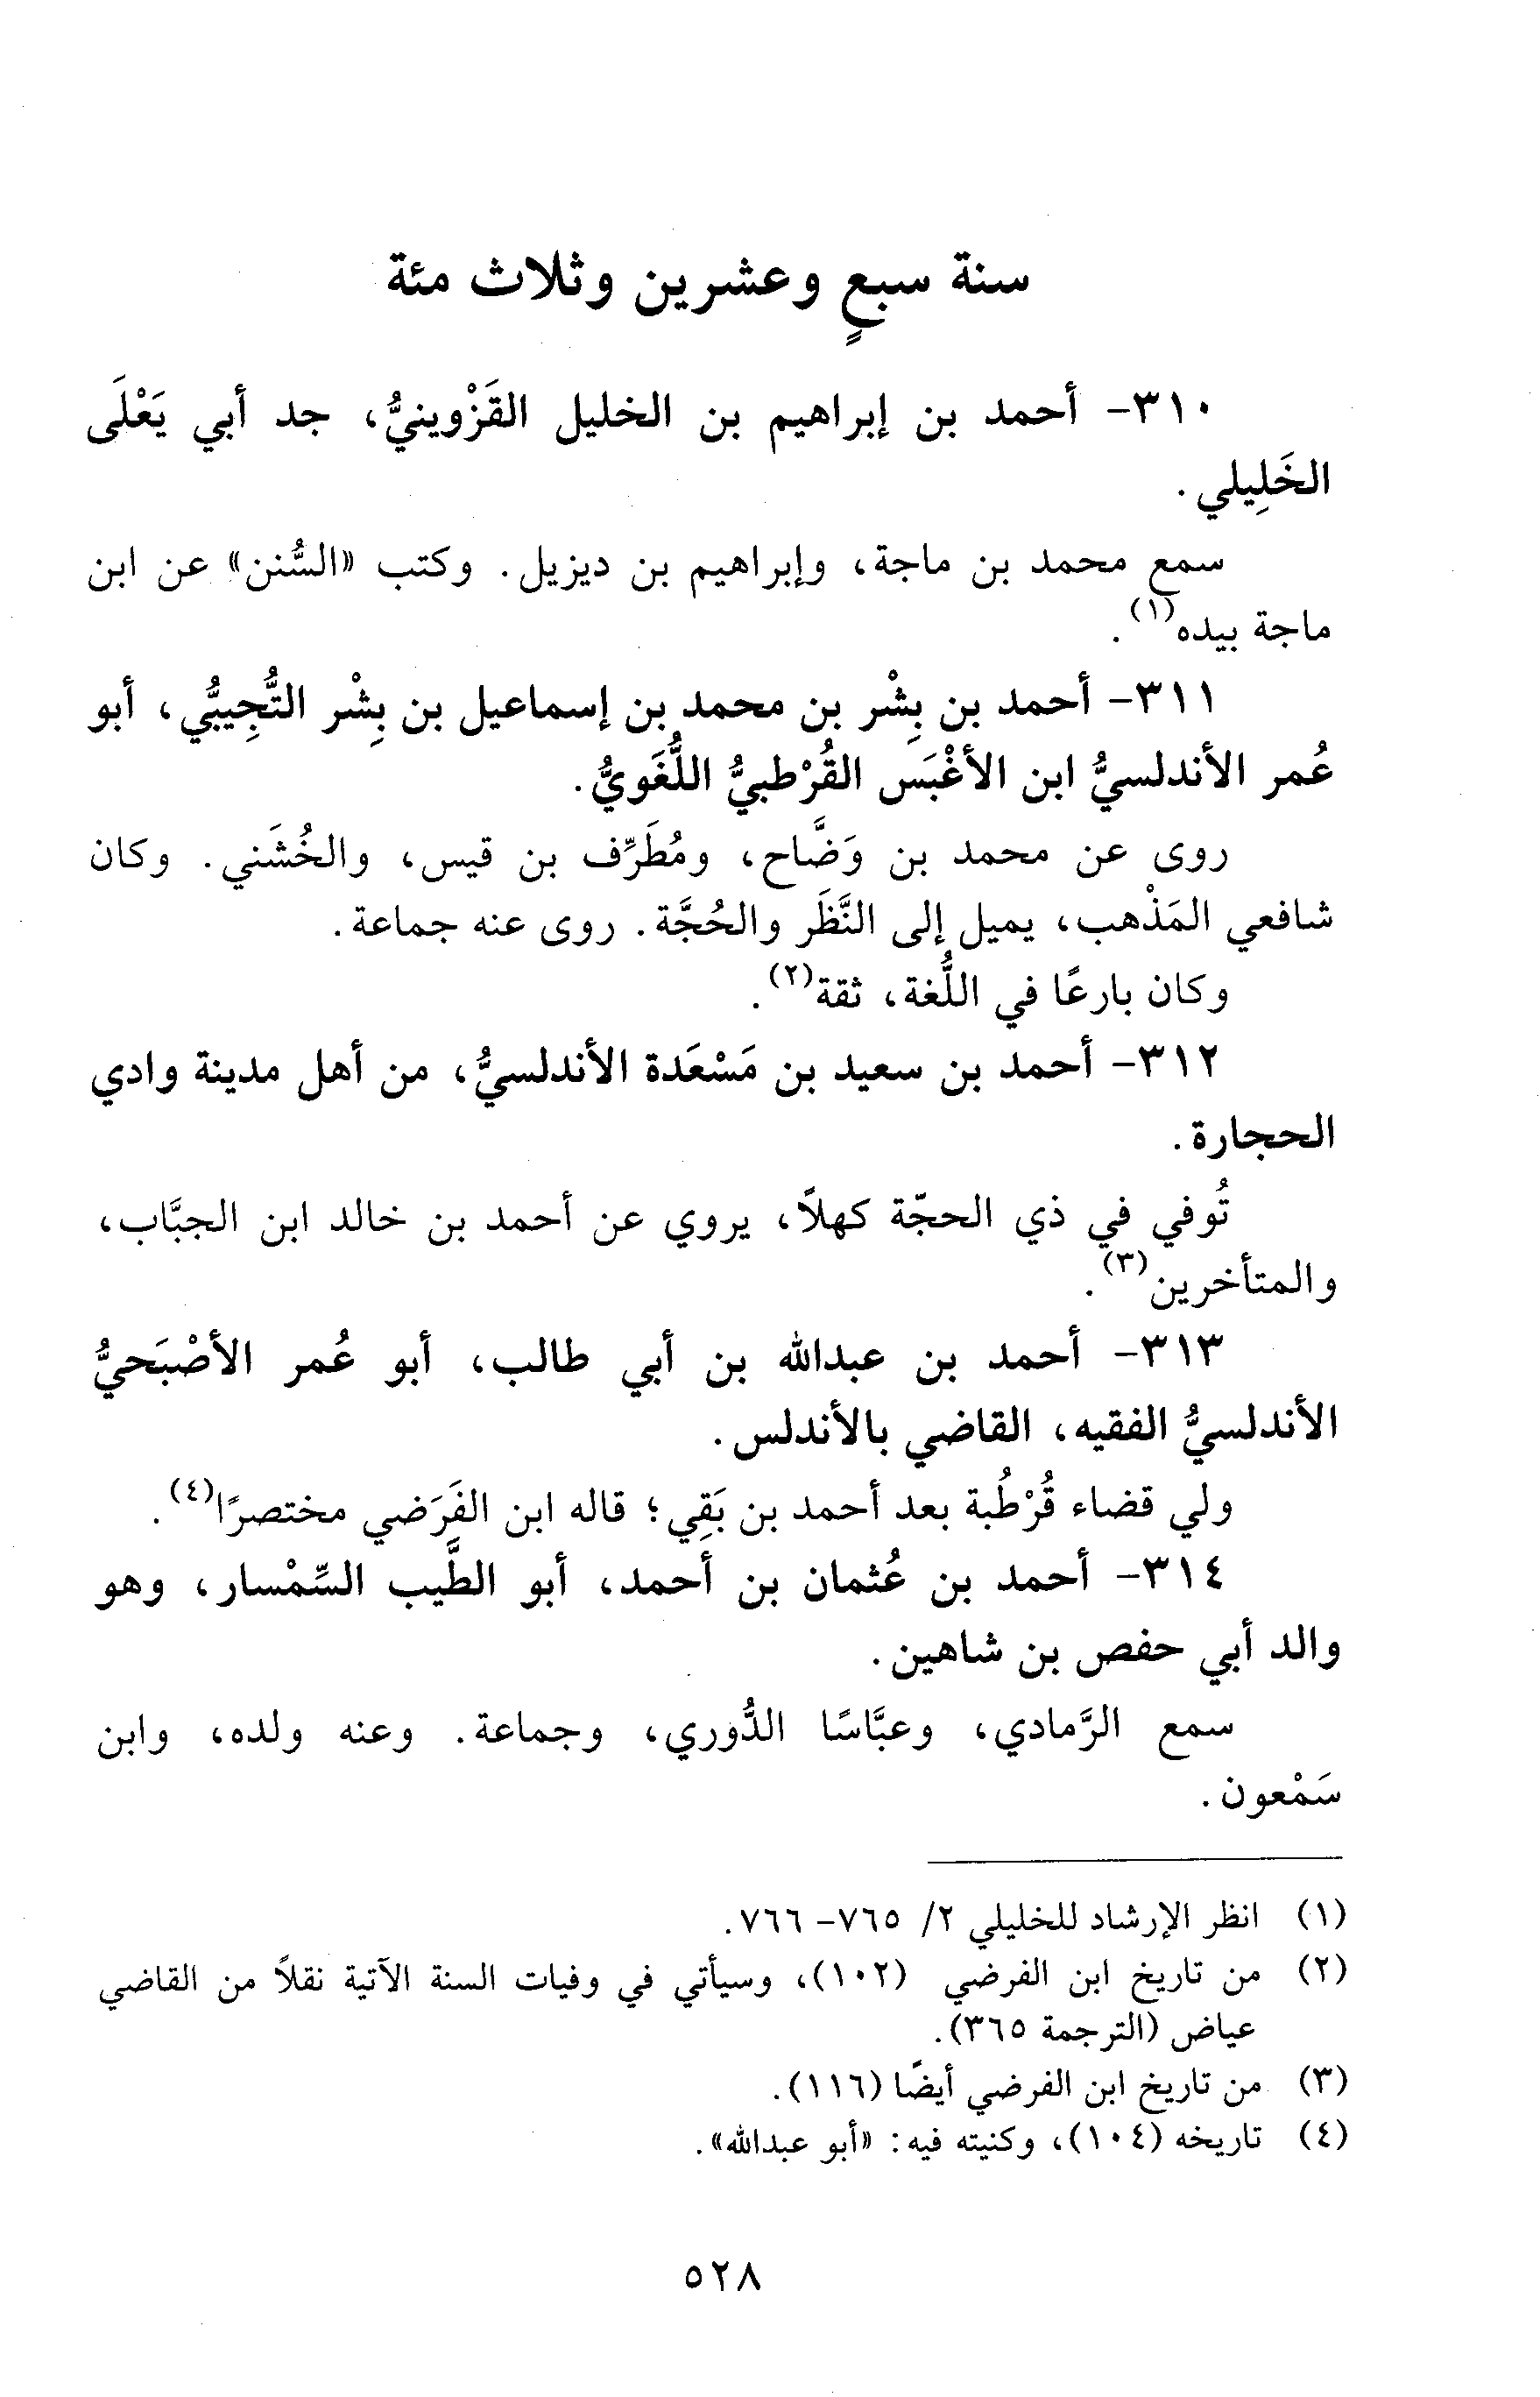 سنة سبعٍ وعشرين وثلاث مئة
٣١٠- أحمد بن إبراهيم بن الخليل القَزْوينيُّ، جد أبي يَعْلَى
الخَلِيلي.
سمع محمد بن ماجة، وإبراهيم بن ديزيل. وكتب «السُّنن» عن ابن
ماجة بيده(١).
٣١١- أحمد بن بِشْر بن محمد بن إسماعيل بن بِشْر التُّجِيبيُّ، أبو
عُمر الأندلسيُّ ابن الأغْبَس القُرْطبيُّ اللُّغَويُّ.
روى عن محمد بن وَضَّاح، ومُطَرِّف بن قيس، والخُشَني. وكان
شافعي المَذْهب، يميل إلى النَّظَر والحُجَّة. روى عنه جماعة.
وكان بارعًا في اللُّغة، ثقة(٢).
٣١٢- أحمد بن سعيد بن مَسْعَدة الأندلسيُّ، من أهل مدينة وادي
الحجارة.
تُوفي في ذي الحجّة كهلاً، يروي عن أحمد بن خالد ابن الجبَّاب،
والمتأخرين(٣).
٣١٣- أحمد بن عبدالله بن أبي طالب، أبو عُمر الأصْبَحيُّ
الأندلسيُّ الفقيه، القاضي بالأندلس.
ولي قضاء قُرْطُبة بعد أحمد بن بَقِي؛ قاله ابن الفَرَضي مختصرًا(٤).
٣١٤- أحمد بن عُثمان بن أحمد، أبو الطَّيب السِّمْسار، وهو
والد أبي حفص بن شاهين.
سمع الرَّمادي، وعبَّاسًا الدُّوري، وجماعة. وعنه ولده، وابن
سَمْعون.
(١) انظر الإرشاد للخليلي ٢/ ٧٦٥- ٧٦٦.
(٢) من تاريخ ابن الفرضي (١٠٢)، وسيأتي في وفيات السنة الآتية نقلاً من القاضي
عياض (الترجمة ٣٦٥).
(٣) من تاريخ ابن الفرضي أيضًا (١١٦).
(٤) تاريخه (١٠٤)، وكنيته فيه: «أبو عبدالله».
٥٢٨